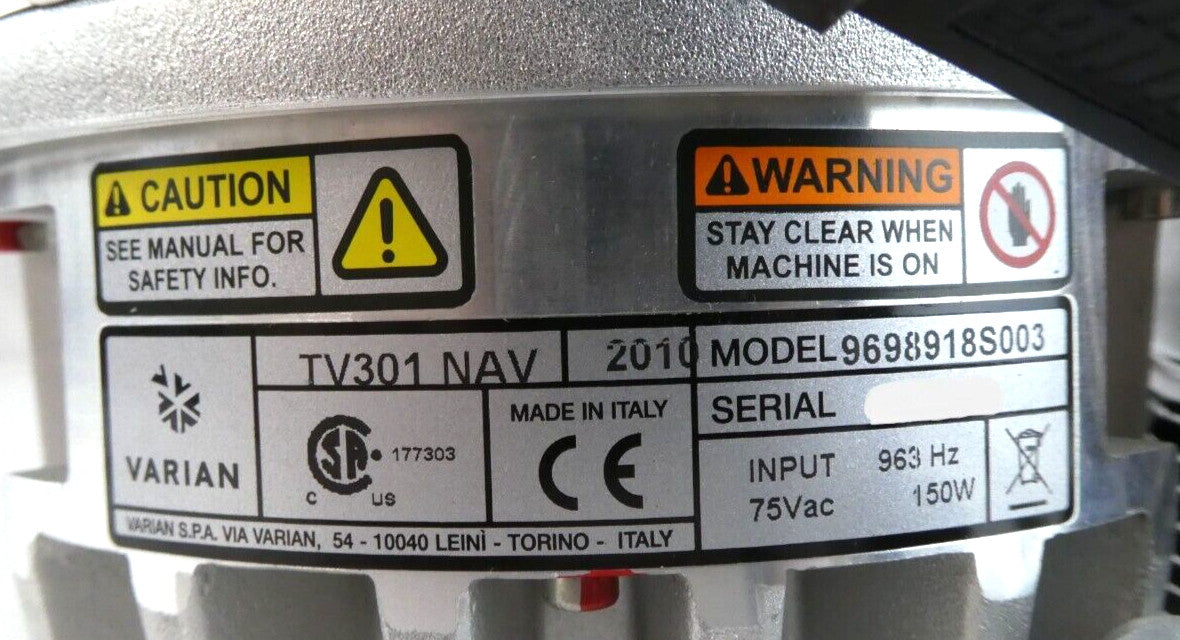 CAUTION
SEE MANUAL FOR
SAFETY INFO.
WARNING
STAY CLEAR WHEN
MACHINE IS ON
VARIAN
TV301 NAV
2010
MODEL 9698918S003
SERIAL
SA
177303
C US
MADE IN ITALY
CE
INPUT 963 Hz
75Vac 150W
VARIAN S.P.A. VIA VARIAN, 54 - 10040 LEINÌ - TORINO - ITALY